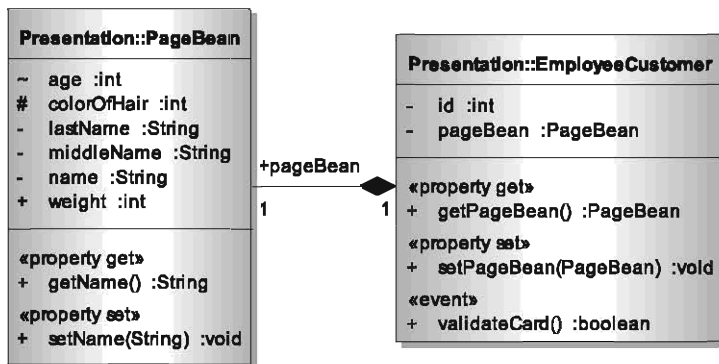 Presentation::PageBean
~ age :int
# colorOfHair :int
- lastName :String
- middleName :String
- name :String
+ weight :int
«property get»
+ getName() :String
«property set»
+ setName(String) :void
+pageBean
1
1
Presentation::EmployeeCustomer
- id :int
- pageBean :PageBean
«property get»
+ getPageBean() :PageBean
«property set»
+ setPageBean(PageBean) :void
«event»
+ validateCard() :boolean